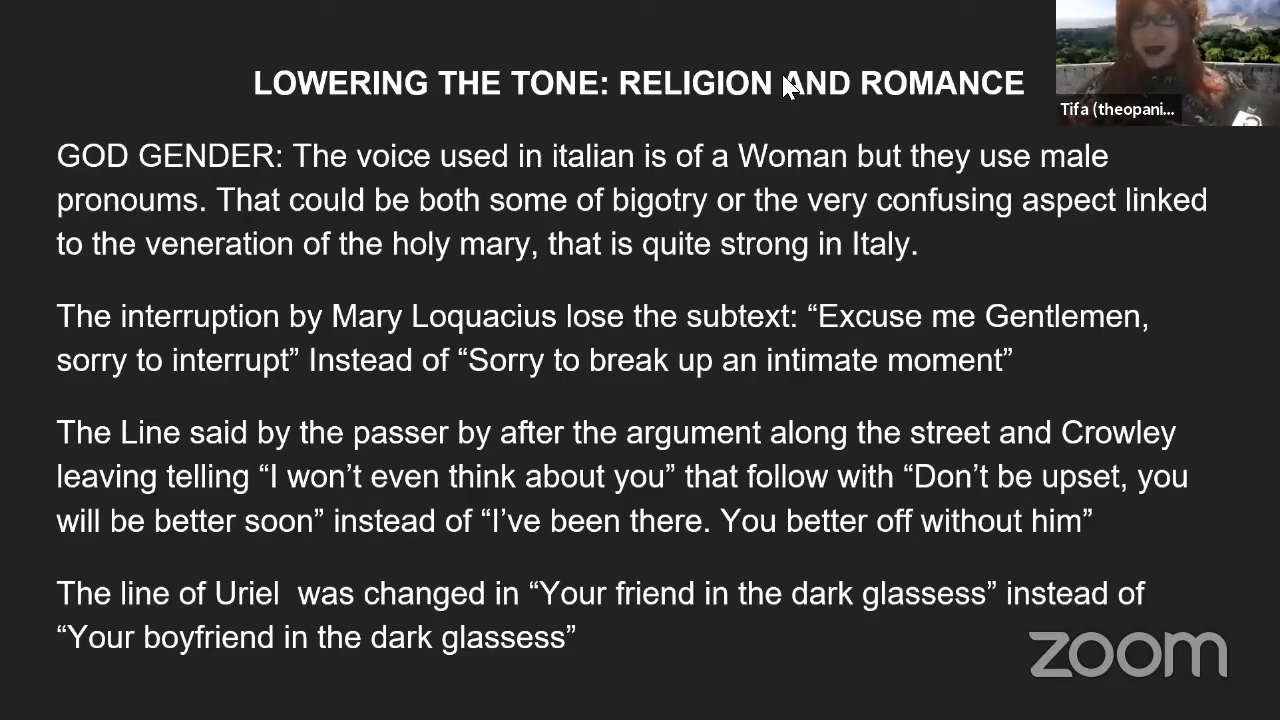 LOWERING THE TONE: RELIGION AND ROMANCE
Tifa (theopani...
GOD GENDER: The voice used in italian is of a Woman but they use male
pronoums. That could be both some of bigotry or the very confusing aspect linked
to the veneration of the holy mary, that is quite strong in Italy.
The interruption by Mary Loquacius lose the subtext: “Excuse me Gentlemen,
sorry to interrupt” Instead of “Sorry to break up an intimate moment”
The Line said by the passer by after the argument along the street and Crowley
leaving telling “I won’t even think about you” that follow with “Don’t be upset, you
will be better soon” instead of “I’ve been there. You better off without him”
The line of Uriel  was changed in “Your friend in the dark glassess” instead of
“Your boyfriend in the dark glassess”
zoom